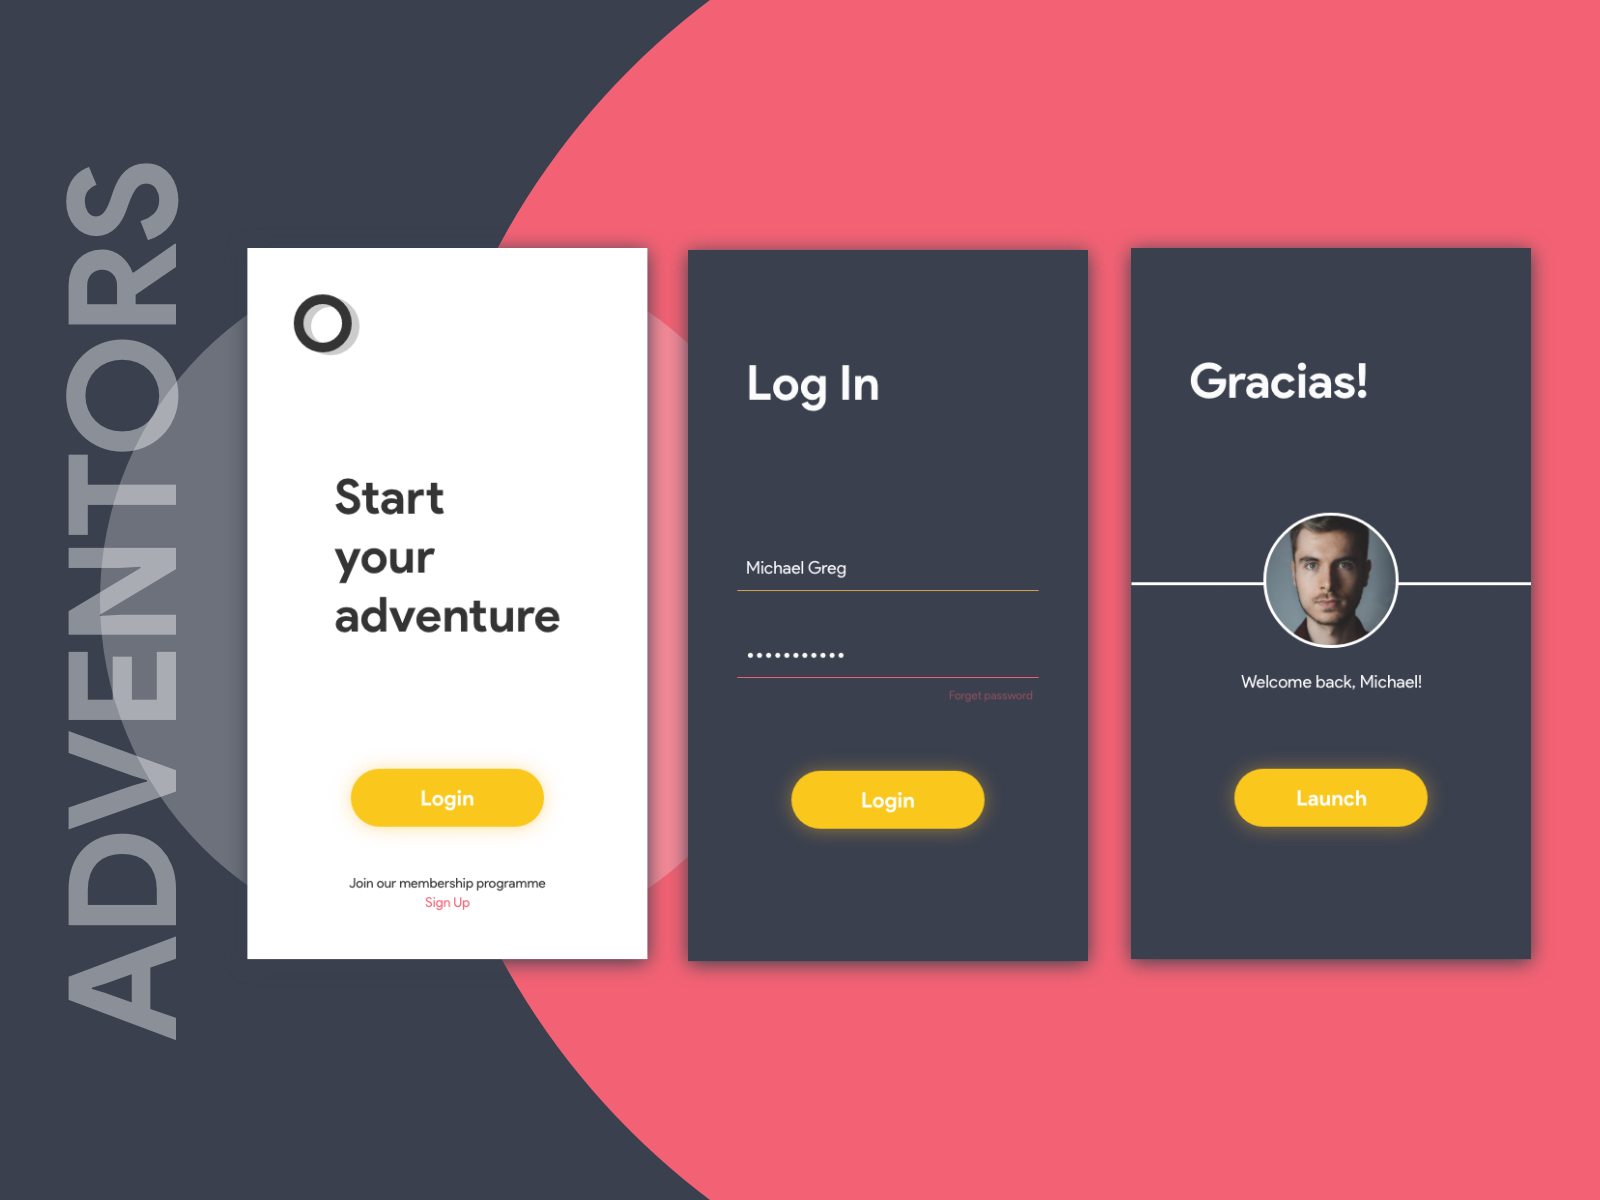 ADVENTORS
Start
your
adventure
Login
Join our membership programme
Sign Up
Log In
Michael Greg
•••••••••••
Forget password
Login
Gracias!
Welcome back, Michael!
Launch